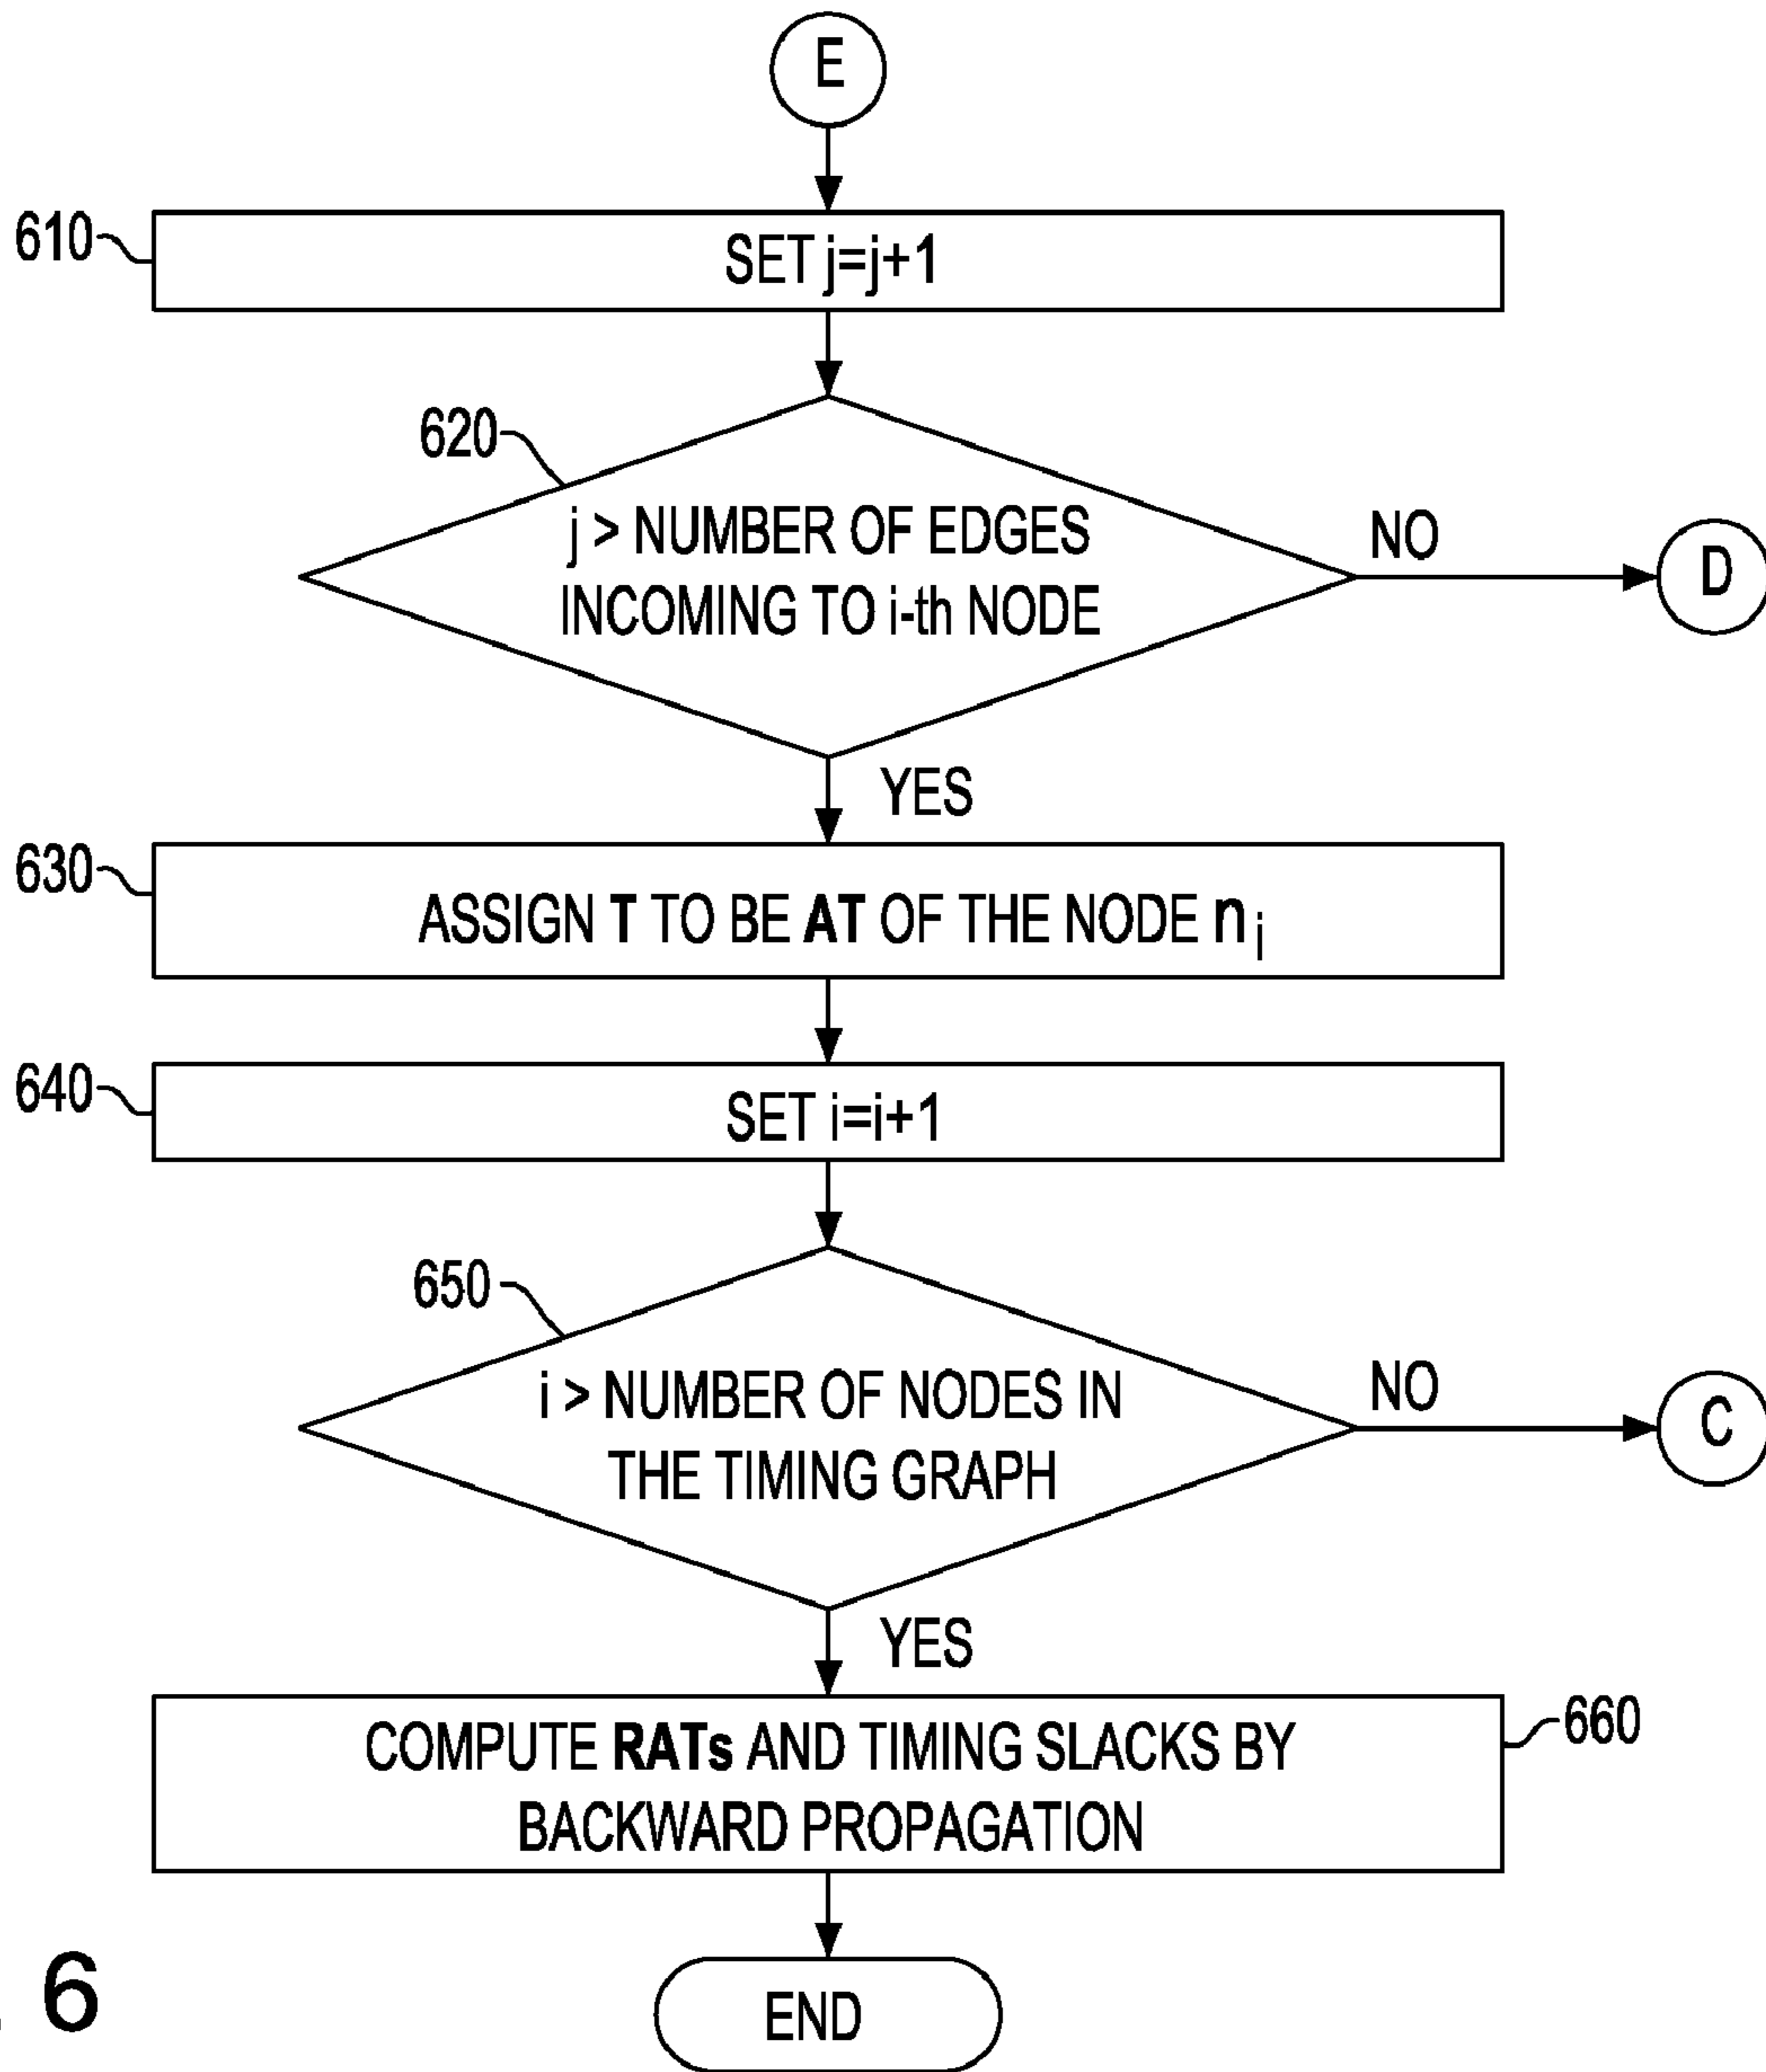 E
610
SET j=j+1
620
j > NUMBER OF EDGES
INCOMING TO i-th NODE
NO
D
YES
630
ASSIGN T TO BE AT OF THE NODE n i
640
SET i=i+1
650
i > NUMBER OF NODES IN
THE TIMING GRAPH
NO
C
YES
COMPUTE RATs AND TIMING SLACKS BY
BACKWARD PROPAGATION
660
END
. 6